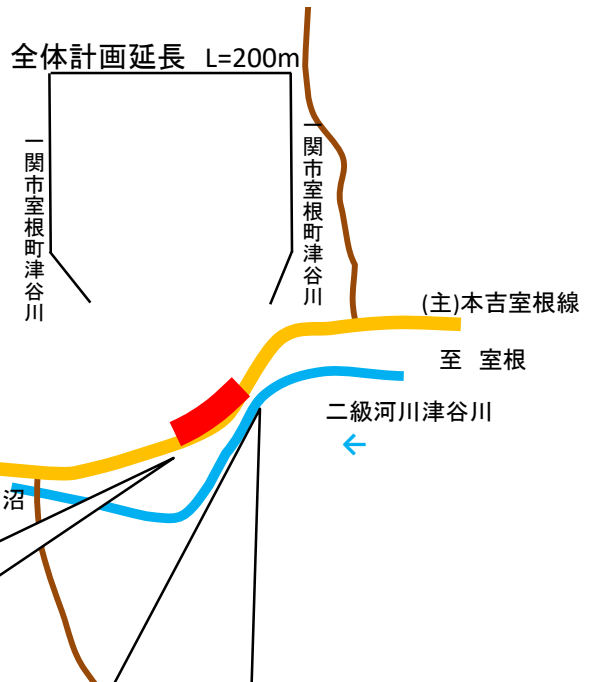 全体計画延長 L=200m
一関市室根町津谷川
一関市室根町津谷川
(主)本吉室根線
至 室根
二級河川津谷川
沼